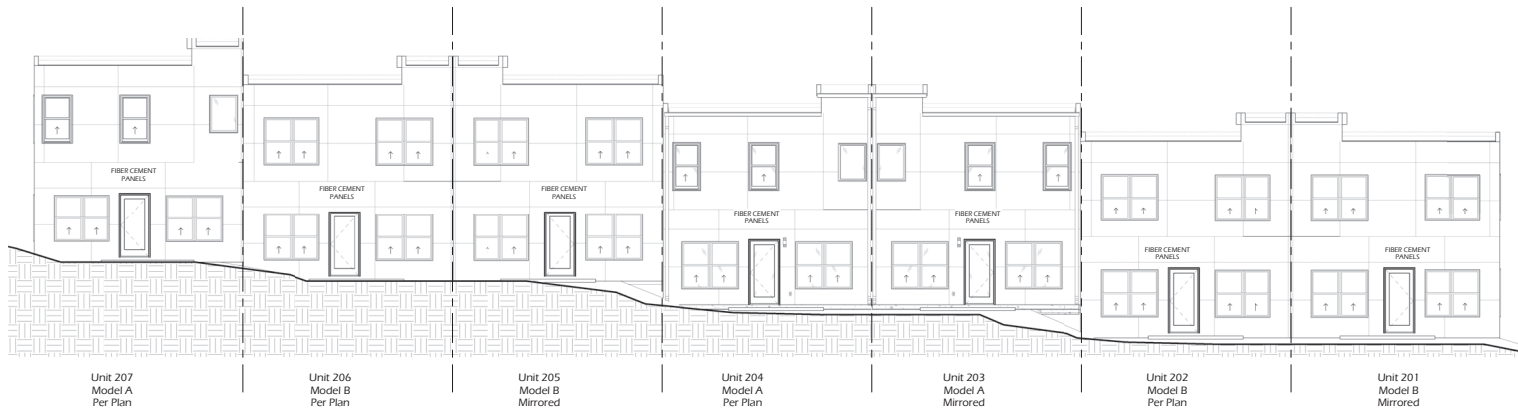 FIBER CEMENT
PANELS
FIBER CEMENT
PANELS
FIBER CEMENT
PANELS
FIBER CEMENT
PANELS
FIBER CEMENT
PANELS
FIBER CEMENT
PANELS
FIBER CEMENT
PANELS
Unit 207
Model A
Per Plan
Unit 206
Model B
Per Plan
Unit 205
Model B
Mirrored
Unit 204
Model A
Per Plan
Unit 203
Model A
Mirrored
Unit 202
Model B
Per Plan
Unit 201
Model B
Mirrored